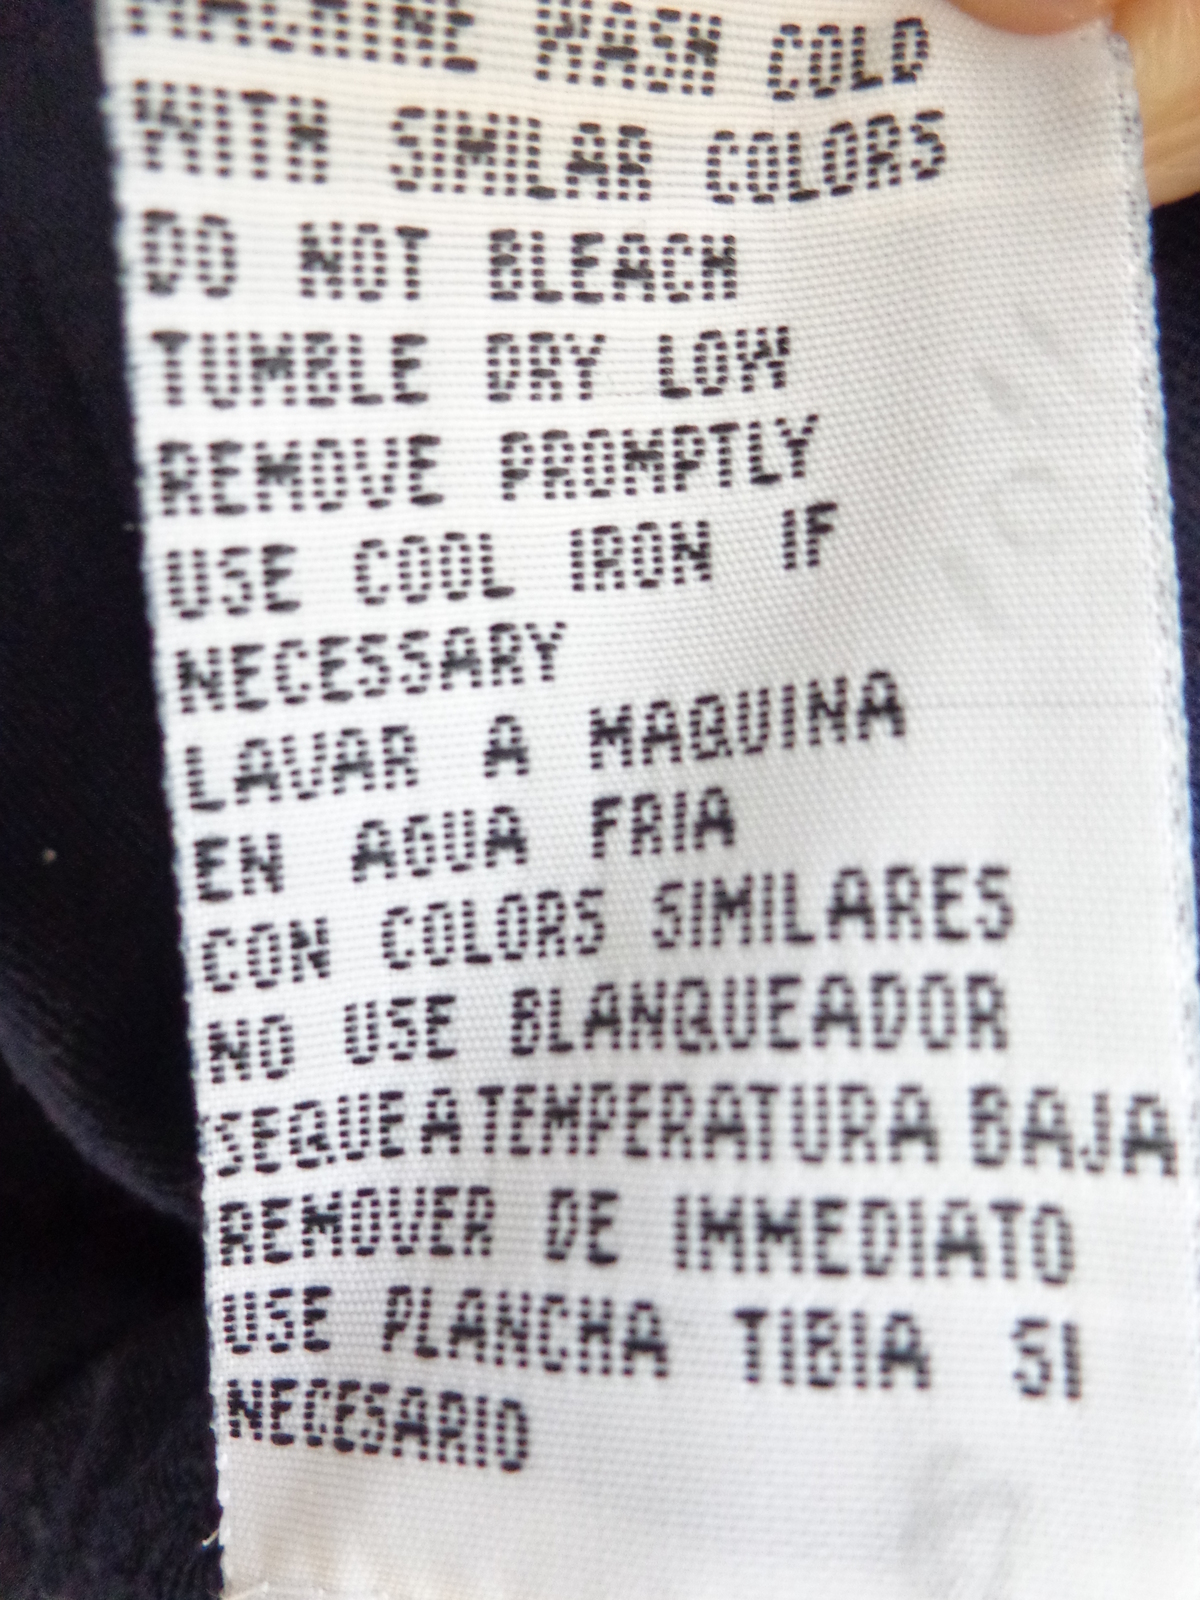 MACHINE WASH COLD
WITH SIMILAR COLORS
DO NOT BLEACH
TUMBLE DRY LOW
REMOVE PROMPTLY
USE COOL IRON IF
NECESSARY
LAVAR A MAQUINA
EN AGUA FRIA
CON COLORS SIMILARES
NO USE BLANQUEADOR
SEQUE A TEMPERATURA BAJA
REMOVER DE IMMEDIATO
USE PLANCHA TIBIA SI
NECESARIO